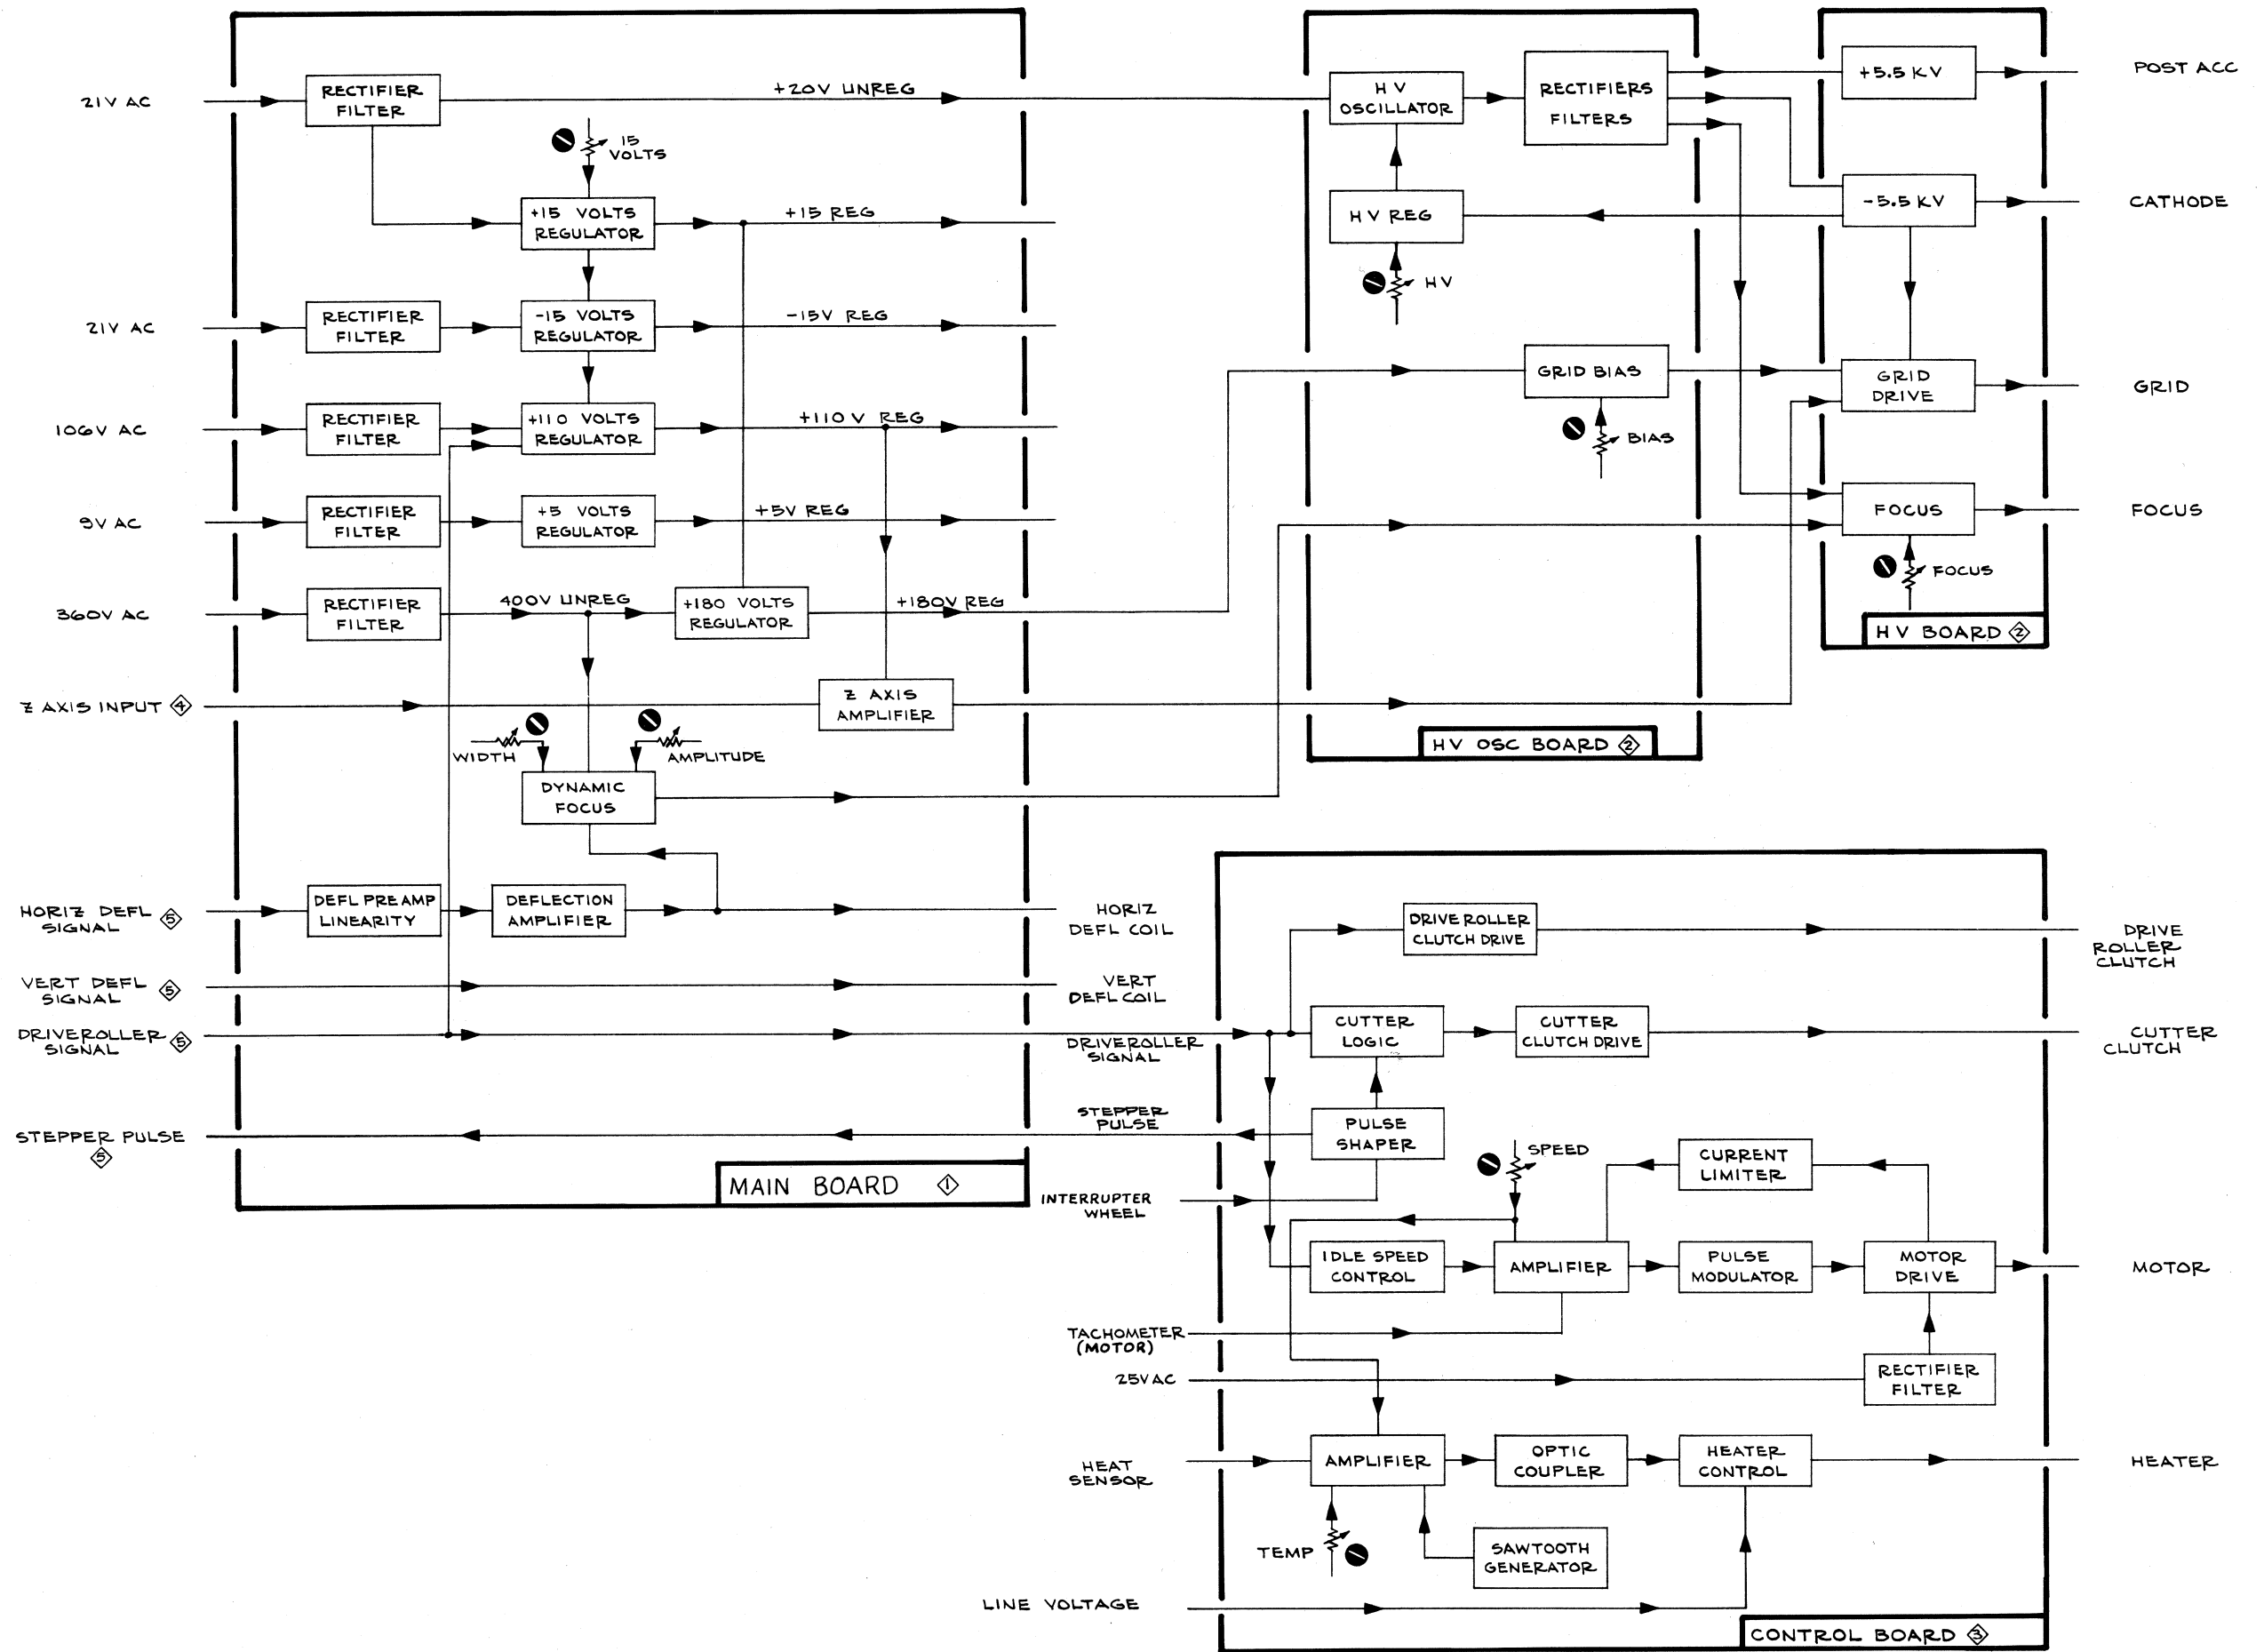 21V AC
RECTIFIER
FILTER
+20V UNREG
15
VOLTS
+15 VOLTS
REGULATOR
+15 REG
21V AC
RECTIFIER
FILTER
-15 VOLTS
REGULATOR
-15V REG
106V AC
RECTIFIER
FILTER
+110 VOLTS
REGULATOR
+110V REG
9V AC
RECTIFIER
FILTER
+5 VOLTS
REGULATOR
+5V REG
360V AC
RECTIFIER
FILTER
400V UNREG
+180 VOLTS
REGULATOR
+180V REG
Z AXIS INPUT 4
Z AXIS
AMPLIFIER
WIDTH
AMPLITUDE
DYNAMIC
FOCUS
HORIZ DEFL
SIGNAL 5
DEFL PREAMP
LINEARITY
DEFLECTION
AMPLIFIER
HORIZ
DEFL COIL
VERT DEFL
SIGNAL 5
VERT
DEFL COIL
DRIVEROLLER
SIGNAL 5
DRIVEROLLER
SIGNAL
STEPPER PULSE
5
STEPPER
PULSE
MAIN BOARD 1
H V
OSCILLATOR
RECTIFIERS
FILTERS
H V REG
H V
GRID BIAS
BIAS
H V OSC BOARD 2
+5.5 KV
POST ACC
-5.5 KV
CATHODE
GRID
DRIVE
GRID
FOCUS
FOCUS
FOCUS
H V BOARD 2
DRIVE ROLLER
CLUTCH DRIVE
DRIVE
ROLLER
CLUTCH
CUTTER
LOGIC
CUTTER
CLUTCH DRIVE
CUTTER
CLUTCH
PULSE
SHAPER
INTERRUPTER
WHEEL
SPEED
CURRENT
LIMITER
IDLE SPEED
CONTROL
AMPLIFIER
PULSE
MODULATOR
MOTOR
DRIVE
MOTOR
TACHOMETER
(MOTOR)
25V AC
RECTIFIER
FILTER
HEAT
SENSOR
AMPLIFIER
OPTIC
COUPLER
HEATER
CONTROL
HEATER
TEMP
SAWTOOTH
GENERATOR
LINE VOLTAGE
CONTROL BOARD 3